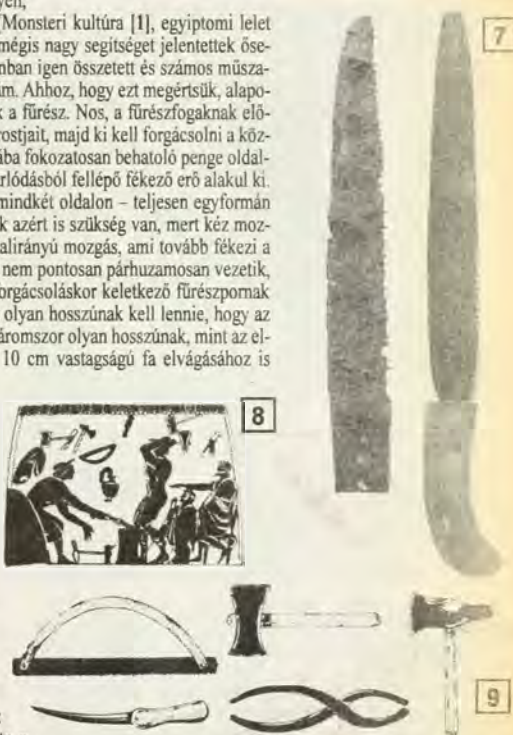 yen,
Monsteri kultúra [1], egyiptomi lelet
mégis nagy segitséget jelentettek őse-
nban igen összetett és számos műsza-
am. Ahhoz, hogy ezt megértsük, alapo-
k a fűrész. Nos, a fűrészfogaknak elő-
rostjait, majd ki kell forgácsolni a köz-
ába fokozatosan behatoló penge oldal-
rlódásból fellépő fékező erő alakul ki.
mindkét oldalon – teljesen egyformán
k azért is szükség van, mert kéz moz-
alirányú mozgás, ami tovább fékezi a
nem pontosan párhuzamosan vezetik,
forgácsoláskor keletkező fűrészpornak
olyan hosszúnak kell lennie, hogy az
áromszor olyan hosszúnak, mint az el-
10 cm vastagságú fa elvágásához is
7
8
9